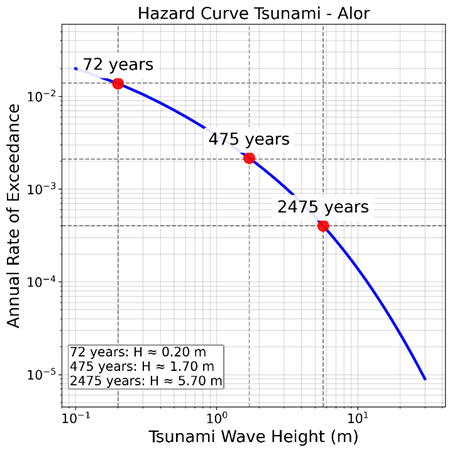 Hazard Curve Tsunami - Alor
72 years
475 years
2475 years
10⁻²
10⁻³
10⁻⁴
10⁻⁵
Annual Rate of Exceedance
72 years: H ≈ 0.20 m
475 years: H ≈ 1.70 m
2475 years: H ≈ 5.70 m
10⁻¹ 10⁰ 10¹
Tsunami Wave Height (m)